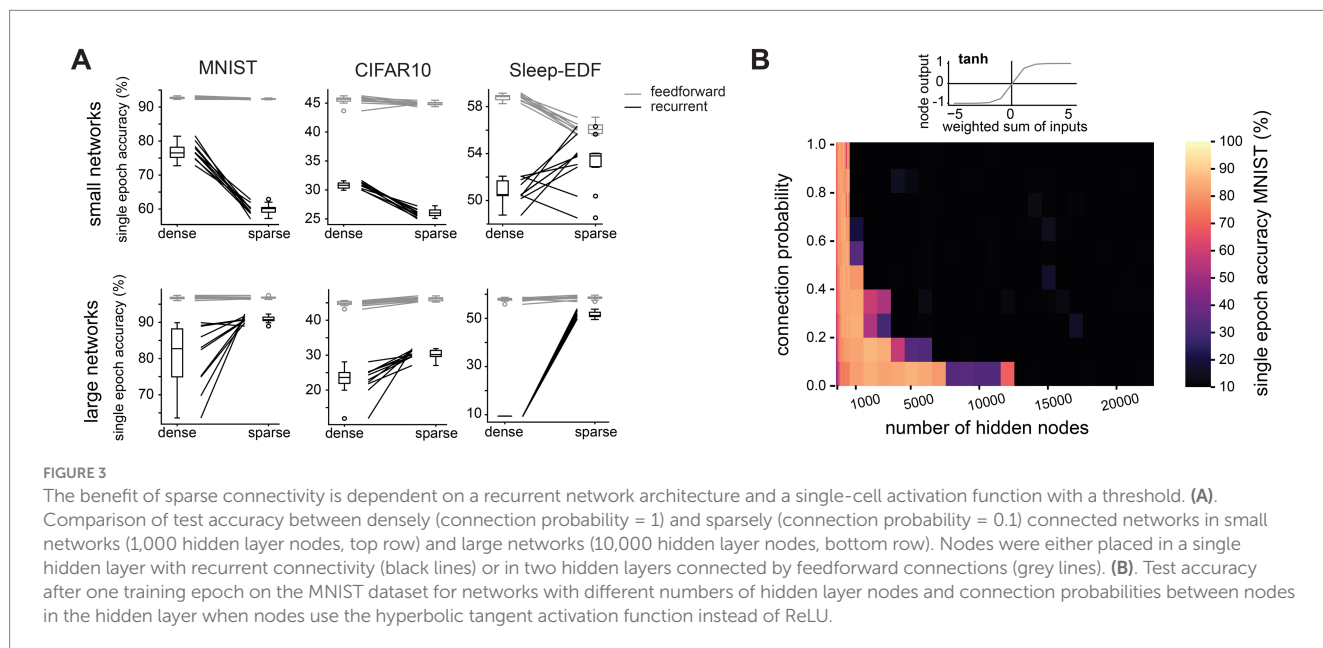 A
MNIST
CIFAR10
Sleep-EDF
feedforward
recurrent
small networks
single epoch accuracy (%)
90
80
70
60
dense
sparse
45
40
35
30
25
dense
sparse
58
54
50
dense
sparse
large networks
single epoch accuracy (%)
90
80
70
dense
sparse
50
40
30
20
dense
sparse
50
30
10
dense
sparse
B
tanh
node output
1
0
−1
−5
0
5
weighted sum of inputs
connection probability
1.0
0.8
0.6
0.4
0.2
0.0
1000
5000
10000
15000
20000
number of hidden nodes
100
90
80
70
60
50
40
30
20
10
single epoch accuracy MNIST (%)
FIGURE 3
The benefit of sparse connectivity is dependent on a recurrent network architecture and a single-cell activation function with a threshold. (A).
Comparison of test accuracy between densely (connection probability = 1) and sparsely (connection probability = 0.1) connected networks in small
networks (1,000 hidden layer nodes, top row) and large networks (10,000 hidden layer nodes, bottom row). Nodes were either placed in a single
hidden layer with recurrent connectivity (black lines) or in two hidden layers connected by feedforward connections (grey lines). (B). Test accuracy
after one training epoch on the MNIST dataset for networks with different numbers of hidden layer nodes and connection probabilities between nodes
in the hidden layer when nodes use the hyperbolic tangent activation function instead of ReLU.